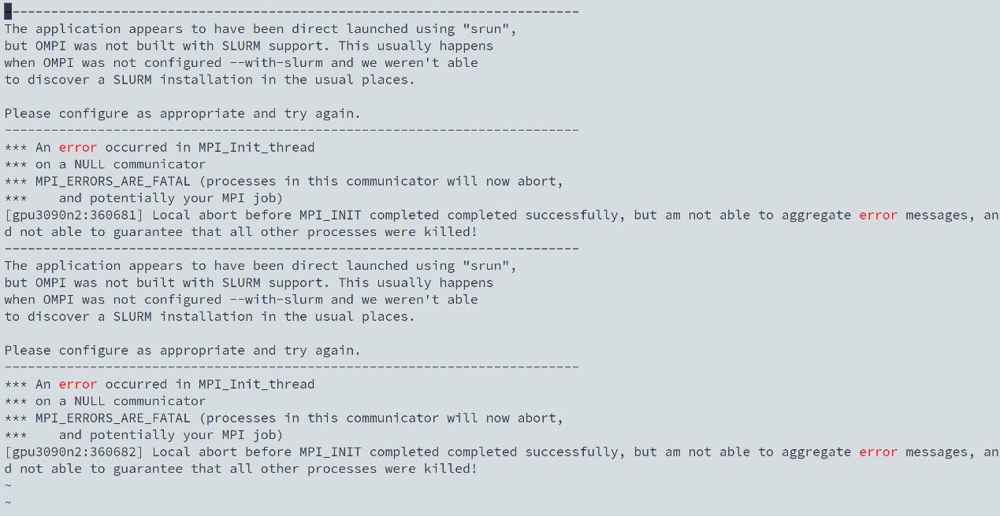 --------------------------------------------------------------------------
The application appears to have been direct launched using "srun",
but OMPI was not built with SLURM support. This usually happens
when OMPI was not configured --with-slurm and we weren't able
to discover a SLURM installation in the usual places.

Please configure as appropriate and try again.
--------------------------------------------------------------------------
*** An error occurred in MPI_Init_thread
*** on a NULL communicator
*** MPI_ERRORS_ARE_FATAL (processes in this communicator will now abort,
***    and potentially your MPI job)
[gpu3090n2:360681] Local abort before MPI_INIT completed completed successfully, but am not able to aggregate error messages, an
d not able to guarantee that all other processes were killed!
--------------------------------------------------------------------------
The application appears to have been direct launched using "srun",
but OMPI was not built with SLURM support. This usually happens
when OMPI was not configured --with-slurm and we weren't able
to discover a SLURM installation in the usual places.

Please configure as appropriate and try again.
--------------------------------------------------------------------------
*** An error occurred in MPI_Init_thread
*** on a NULL communicator
*** MPI_ERRORS_ARE_FATAL (processes in this communicator will now abort,
***    and potentially your MPI job)
[gpu3090n2:360682] Local abort before MPI_INIT completed completed successfully, but am not able to aggregate error messages, an
d not able to guarantee that all other processes were killed!
~
~